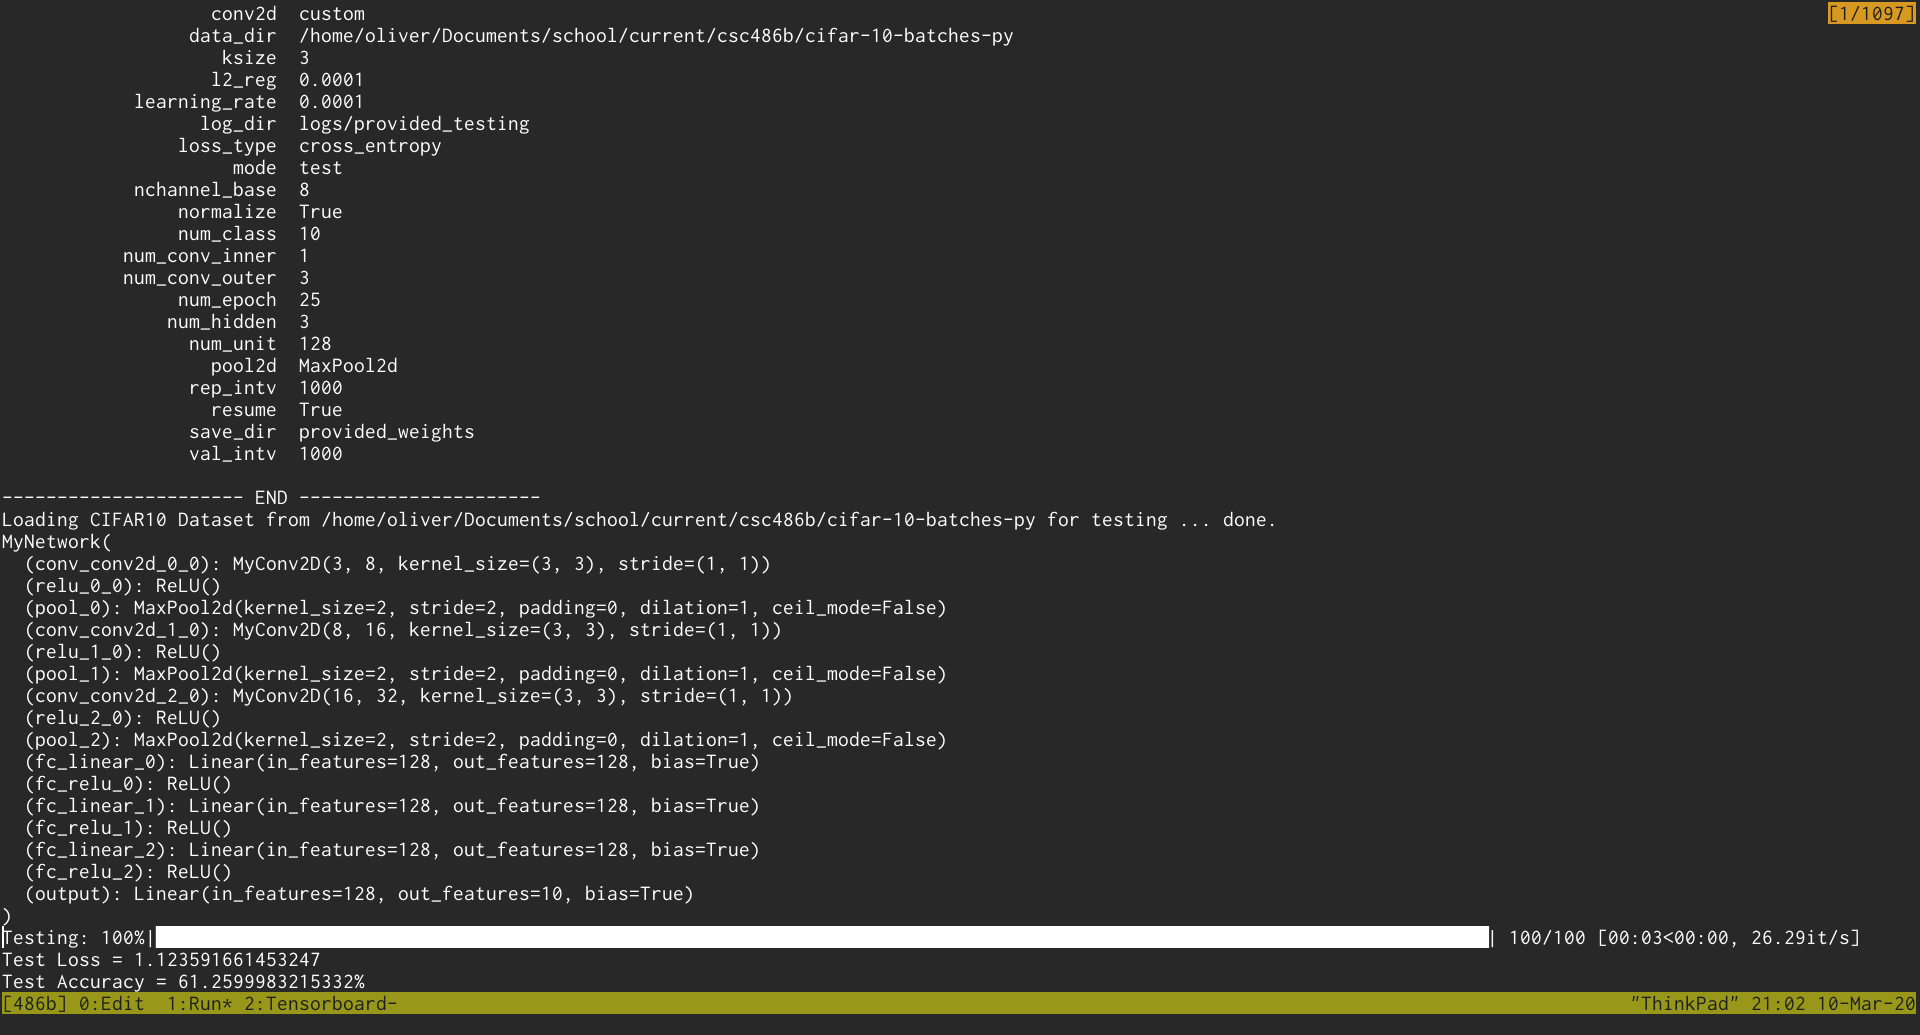 conv2d  custom  [1/1097]
data_dir  /home/oliver/Documents/school/current/csc486b/cifar-10-batches-py
ksize  3
l2_reg  0.0001
learning_rate  0.0001
log_dir  logs/provided_testing
loss_type  cross_entropy
mode  test
nchannel_base  8
normalize  True
num_class  10
num_conv_inner  1
num_conv_outer  3
num_epoch  25
num_hidden  3
num_unit  128
pool2d  MaxPool2d
rep_intv  1000
resume  True
save_dir  provided_weights
val_intv  1000
---------------------- END ----------------------
Loading CIFAR10 Dataset from /home/oliver/Documents/school/current/csc486b/cifar-10-batches-py for testing ... done.
MyNetwork(
  (conv_conv2d_0_0): MyConv2D(3, 8, kernel_size=(3, 3), stride=(1, 1))
  (relu_0_0): ReLU()
  (pool_0): MaxPool2d(kernel_size=2, stride=2, padding=0, dilation=1, ceil_mode=False)
  (conv_conv2d_1_0): MyConv2D(8, 16, kernel_size=(3, 3), stride=(1, 1))
  (relu_1_0): ReLU()
  (pool_1): MaxPool2d(kernel_size=2, stride=2, padding=0, dilation=1, ceil_mode=False)
  (conv_conv2d_2_0): MyConv2D(16, 32, kernel_size=(3, 3), stride=(1, 1))
  (relu_2_0): ReLU()
  (pool_2): MaxPool2d(kernel_size=2, stride=2, padding=0, dilation=1, ceil_mode=False)
  (fc_linear_0): Linear(in_features=128, out_features=128, bias=True)
  (fc_relu_0): ReLU()
  (fc_linear_1): Linear(in_features=128, out_features=128, bias=True)
  (fc_relu_1): ReLU()
  (fc_linear_2): Linear(in_features=128, out_features=128, bias=True)
  (fc_relu_2): ReLU()
  (output): Linear(in_features=128, out_features=10, bias=True)
)
Testing: 100%| | 100/100 [00:03<00:00, 26.29it/s]
Test Loss = 1.123591661453247
Test Accuracy = 61.2599983215332%
[486b] 0:Edit  1:Run* 2:Tensorboard-  "ThinkPad" 21:02 10-Mar-20